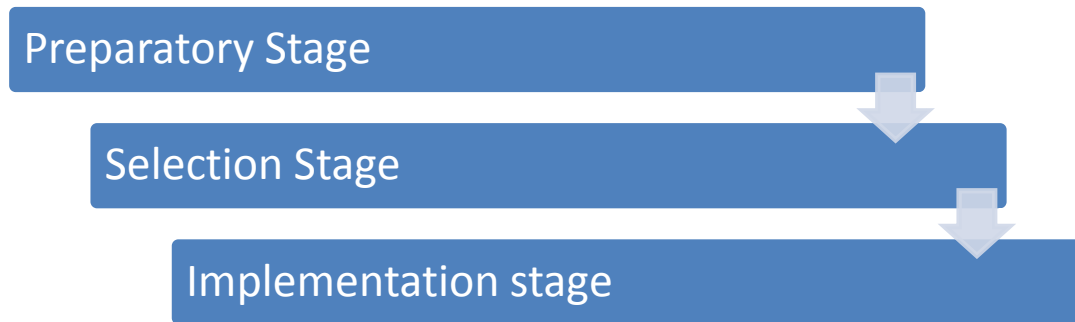 Preparatory Stage
Selection Stage
Implementation stage